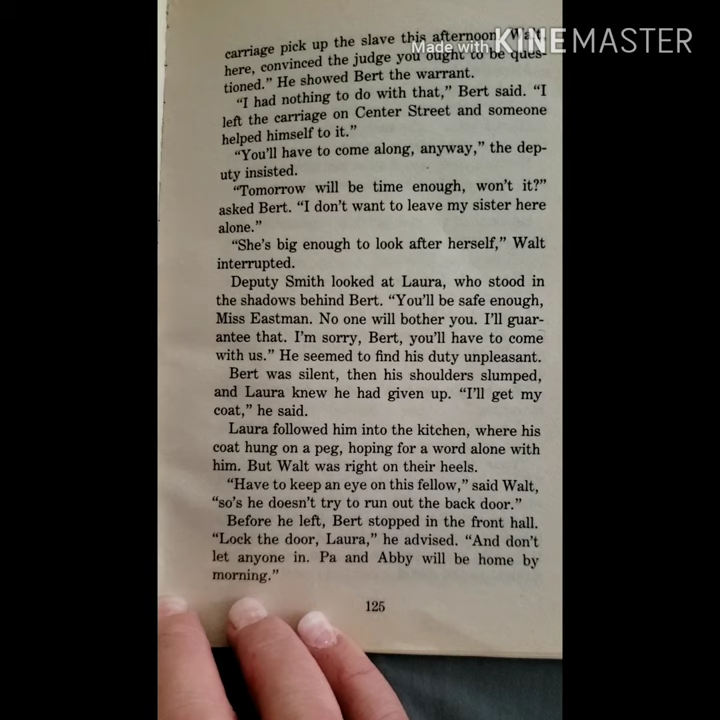 Made with KINEMASTER
carriage pick up the slave this afternoon. Walt,
here, convinced the judge you ought to be ques-
tioned." He showed Bert the warrant.
"I had nothing to do with that," Bert said. "I
left the carriage on Center Street and someone
helped himself to it."
"You'll have to come along, anyway," the dep-
uty insisted.
"Tomorrow will be time enough, won't it?"
asked Bert. "I don't want to leave my sister here
alone."
"She's big enough to look after herself," Walt
interrupted.
Deputy Smith looked at Laura, who stood in
the shadows behind Bert. "You'll be safe enough,
Miss Eastman. No one will bother you. I'll guar-
antee that. I'm sorry, Bert, you'll have to come
with us." He seemed to find his duty unpleasant.
Bert was silent, then his shoulders slumped,
and Laura knew he had given up. "I'll get my
coat," he said.
Laura followed him into the kitchen, where his
coat hung on a peg, hoping for a word alone with
him. But Walt was right on their heels.
"Have to keep an eye on this fellow," said Walt,
"so's he doesn't try to run out the back door."
Before he left, Bert stopped in the front hall.
"Lock the door, Laura," he advised. "And don't
let anyone in. Pa and Abby will be home by
morning."
125